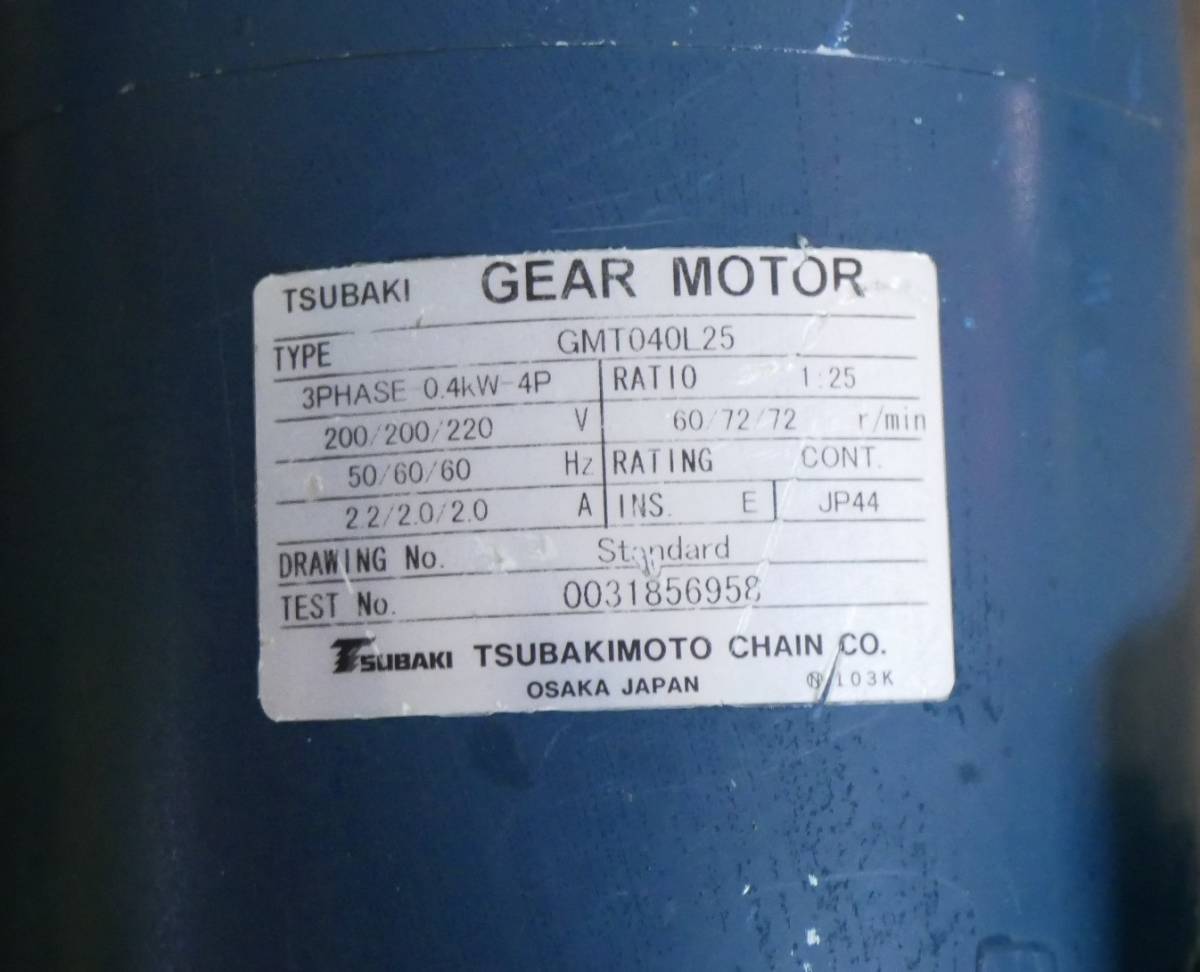 TSUBAKI GEAR MOTOR
TYPE GMT040L25
3PHASE 0.4kW-4P RATIO 1:25
200/200/220 V 60/72/72 r/min
50/60/60 Hz RATING CONT.
2.2/2.0/2.0 A INS. E JP44
DRAWING No. Standard
TEST No. 0031856958
TSUBAKI TSUBAKIMOTO CHAIN CO.
OSAKA JAPAN Ⓝ 103K